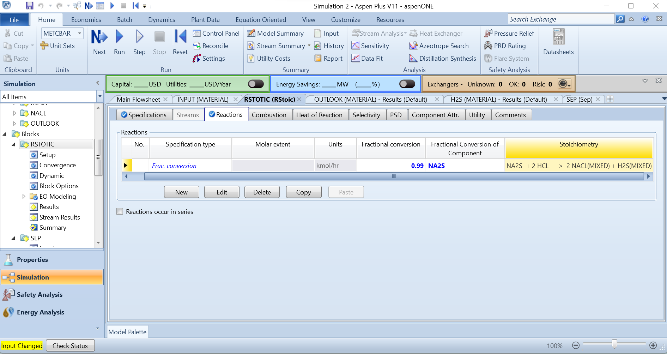 Simulation 2 - Aspen Plus V11 - aspenONE
File Home Economics Batch Dynamics Plant Data Equation Oriented View Customize Resources Search Exchange
Cut METCBAR Control Panel Model Summary Input Stream Analysis Heat Exchanger Pressure Relief
Copy Unit Sets Reconcile Stream Summary History Sensitivity Azeotrope Search PRD Rating
Paste Next Run Step Stop Reset Settings Utility Costs Report Data Fit Distillation Synthesis Flare System Datasheets
Clipboard Units Run Summary Analysis Safety Analysis
Simulation Capital: USD Utilities: USD/Year Energy Savings: MW ( %) Exchangers - Unknown: 0 OK: 0 Risk: 0
All Items Main Flowsheet INPUT (MATERIAL) RSTOTIC (RStoic) OUTLOOK (MATERIAL) - Results (Default) H2S (MATERIAL) - Results (Default) SEP (Sep)
NACL
OUTLOOK
Blocks
RSTOTIC
Setup
Convergence
Dynamic
Block Options
EO Modeling
Results
Stream Results
Summary
SEP
Specifications Streams Reactions Combustion Heat of Reaction Selectivity PSD Component Attr. Utility Comments
Reactions
No. Specification type Molar extent Units Fractional conversion Fractional Conversion of Component Stoichiometry
Frac. conversion kmol/hr 0.99 NA2S NA2S + 2 HCL --> 2 NACL(MIXED) + H2S(MIXED)
New Edit Delete Copy Paste
Reactions occur in series
Properties
Simulation
Safety Analysis
Energy Analysis
Model Palette
Input Changed Check Status 100%